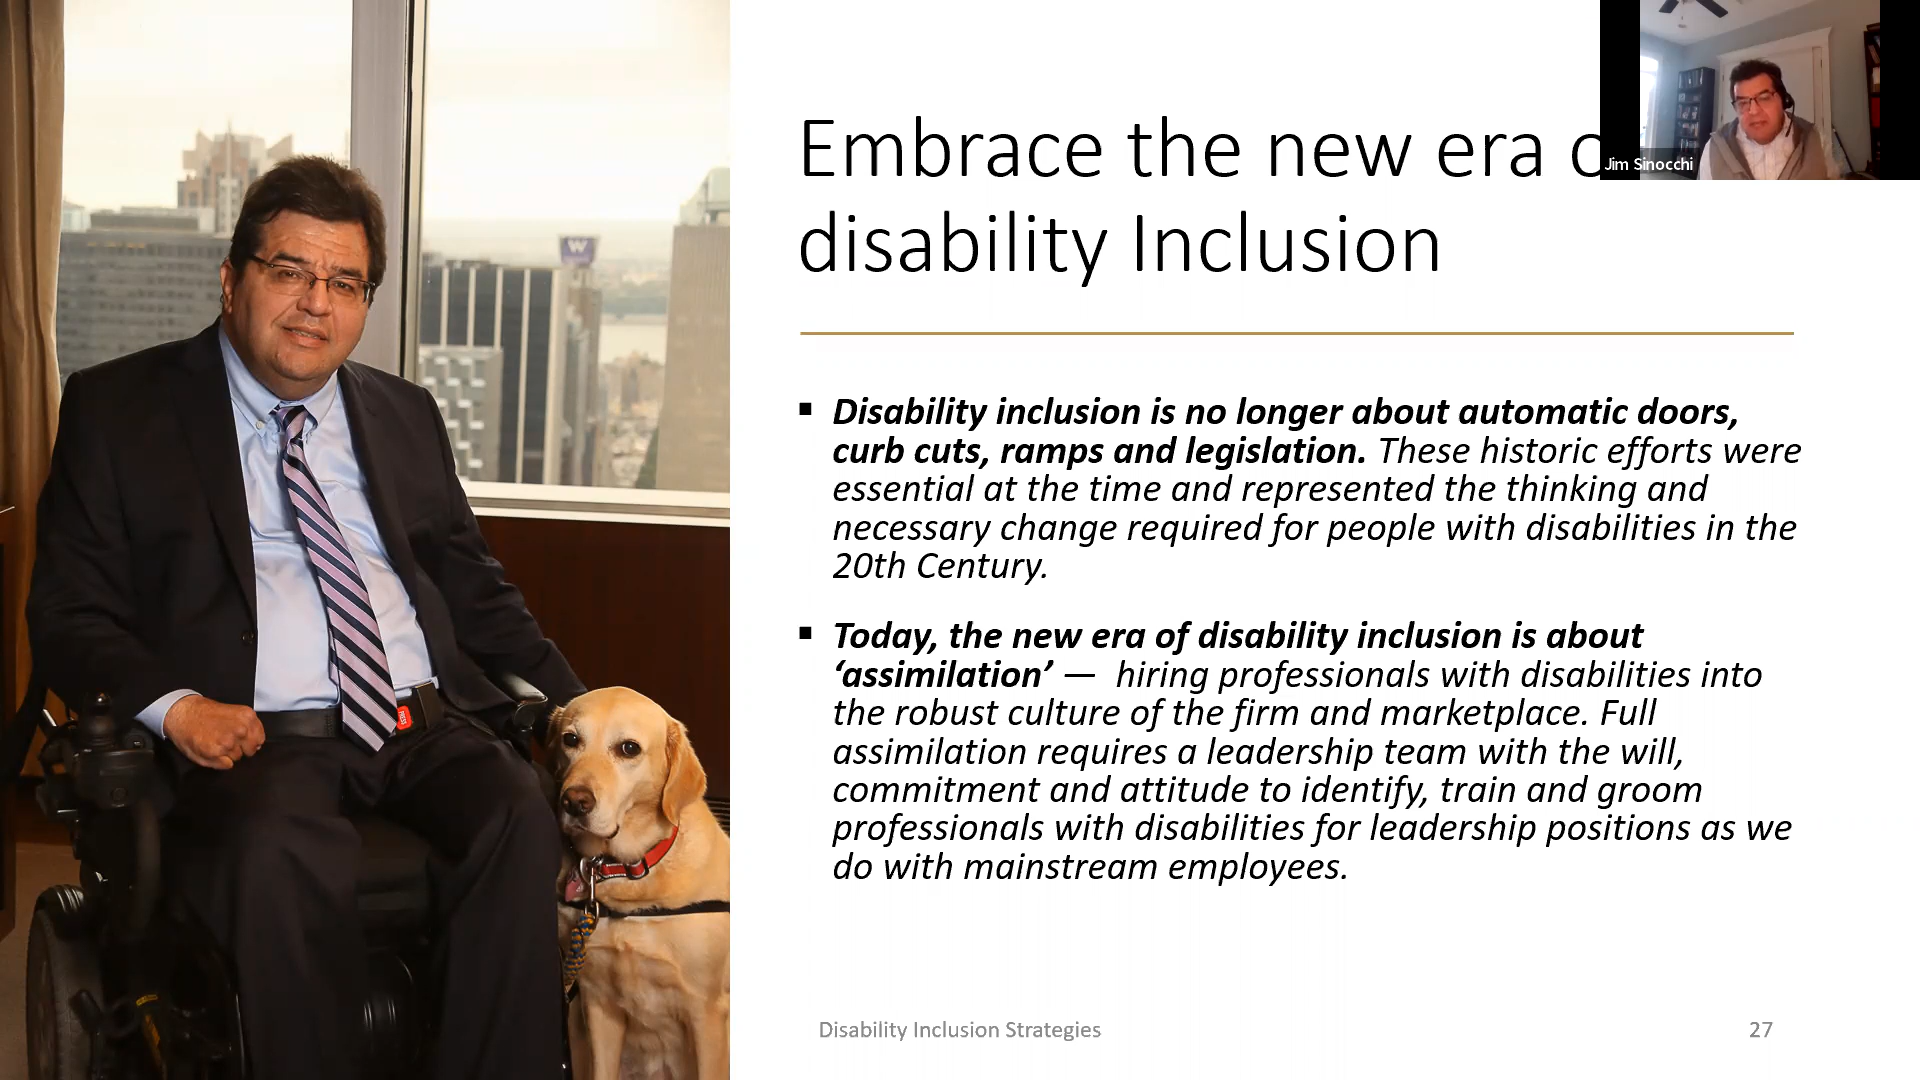 Embrace the new era o
disability Inclusion
Jim Sinocchi
W
▪ Disability inclusion is no longer about automatic doors,
curb cuts, ramps and legislation. These historic efforts were
essential at the time and represented the thinking and
necessary change required for people with disabilities in the
20th Century.
▪ Today, the new era of disability inclusion is about
‘assimilation’ — hiring professionals with disabilities into
the robust culture of the firm and marketplace. Full
assimilation requires a leadership team with the will,
commitment and attitude to identify, train and groom
professionals with disabilities for leadership positions as we
do with mainstream employees.
Disability Inclusion Strategies
27